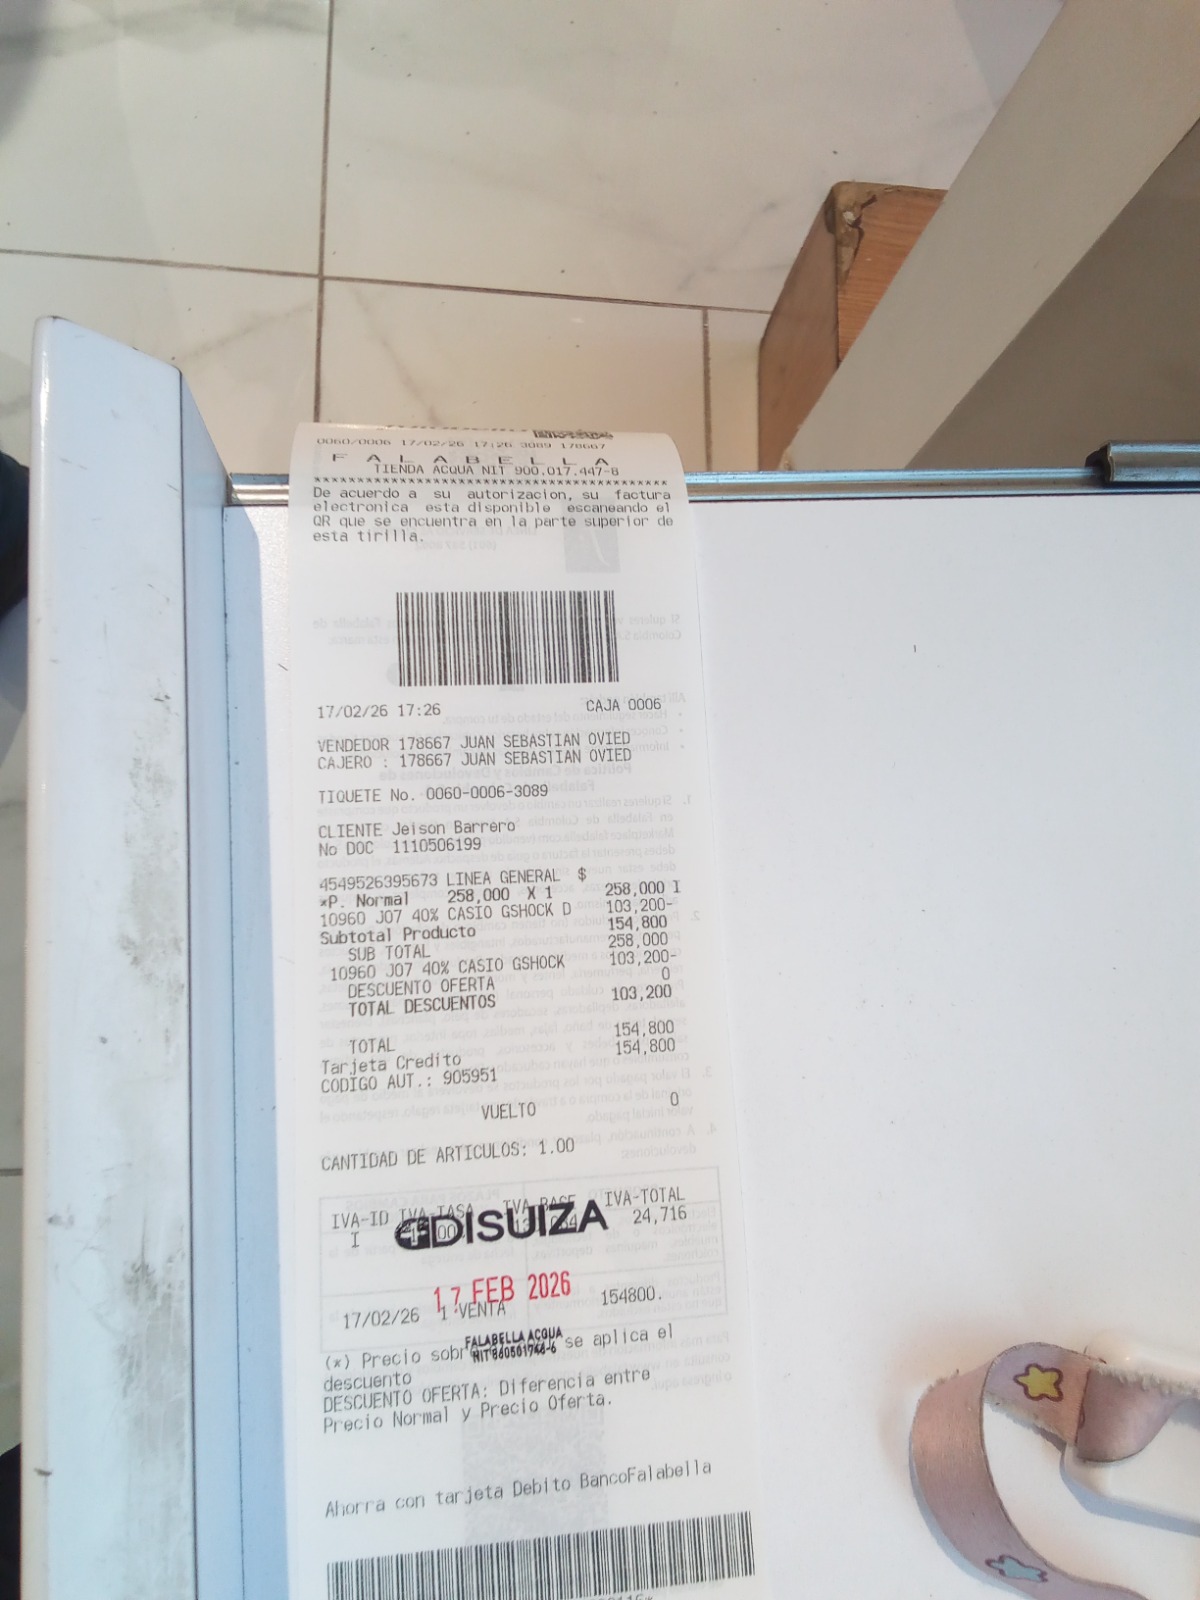 0060/0006 17/02/26 17:26 3089 178667
F A L A B E L L A
TIENDA ACQUA NIT 900.017.447-8
De acuerdo a su autorizacion, su factura
electronica esta disponible escaneando el
QR que se encuentra en la parte superior de
esta tirilla.
17/02/26 17:26 CAJA 0006
VENDEDOR 178667 JUAN SEBASTIAN OVIED
CAJERO : 178667 JUAN SEBASTIAN OVIED
TIQUETE No. 0060-0006-3089
CLIENTE Jeison Barrero
No DOC 1110506199
4549526395673 LINEA GENERAL $
*P. Normal 258,000 X 1 258,000 I
10960 J07 40% CASIO GSHOCK D 103,200-
Subtotal Producto 154,800
SUB TOTAL 258,000
10960 J07 40% CASIO GSHOCK 103,200-
DESCUENTO OFERTA 0
TOTAL DESCUENTOS 103,200
TOTAL 154,800
Tarjeta Credito 154,800
CODIGO AUT.: 905951
VUELTO 0
CANTIDAD DE ARTICULOS: 1.00
IVA-ID IVA-TASA IVA-BASE IVA-TOTAL
I 24,716
DISUIZA
17 FEB 2026
17/02/26 1 VENTA 154800.
FALABELLA ACQUA
NIT 860501748-6
(*) Precio sobr se aplica el
descuento
DESCUENTO OFERTA: Diferencia entre
Precio Normal y Precio Oferta.
Ahorra con tarjeta Debito BancoFalabella